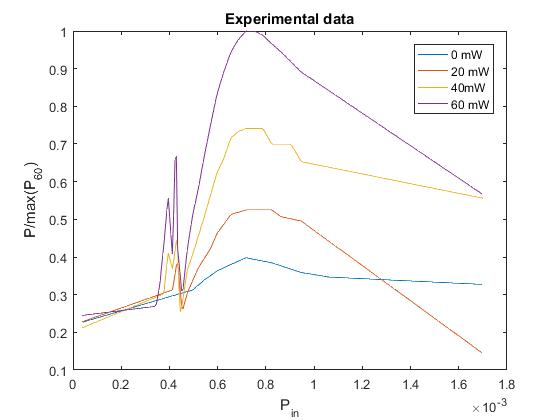 Experimental data
P/max(P60)
1
0.9
0.8
0.7
0.6
0.5
0.4
0.3
0.2
0.1
0 mW
20 mW
40mW
60 mW
0 0.2 0.4 0.6 0.8 1 1.2 1.4 1.6 1.8
Pin
×10-3